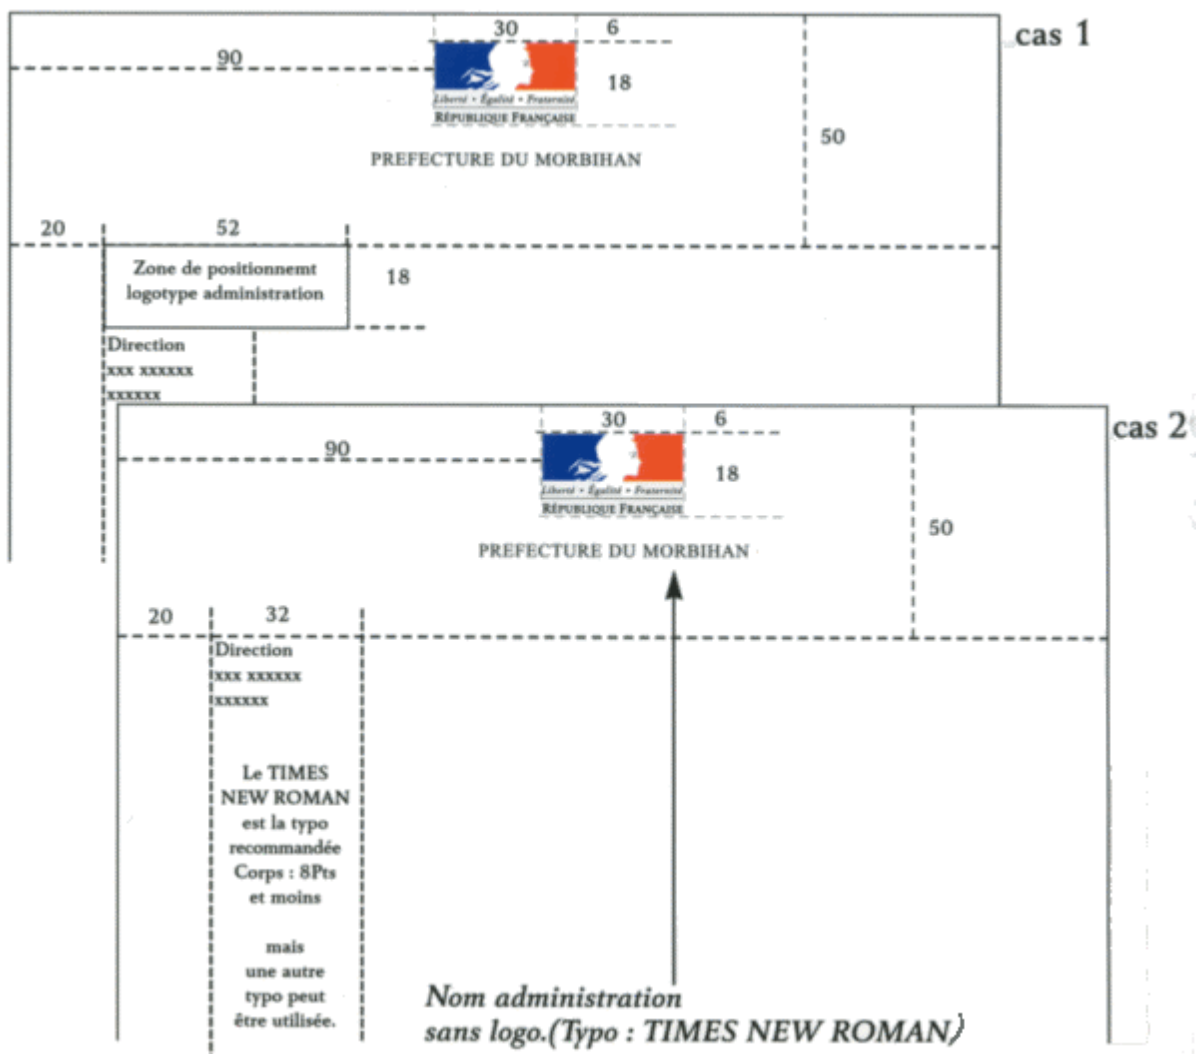 30 6
cas 1
90
18
Liberté • Égalité • Fraternité
RÉPUBLIQUE FRANÇAISE
50
PREFECTURE DU MORBIHAN
20 52
Zone de positionnemt
logotype administration
18
Direction
xxx xxxxxx
xxxxxx
30 6
cas 2
90
18
Liberté • Égalité • Fraternité
RÉPUBLIQUE FRANÇAISE
50
PREFECTURE DU MORBIHAN
20 32
Direction
xxx xxxxxx
xxxxxx
Le TIMES
NEW ROMAN
est la typo
recommandée
Corps : 8Pts
et moins
mais
une autre
typo peut
être utilisée.
Nom administration
sans logo.(Typo : TIMES NEW ROMAN)